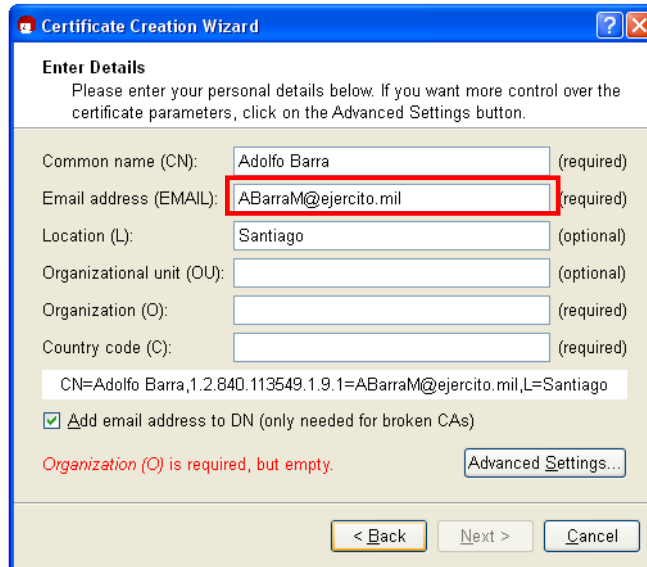 Certificate Creation Wizard
Enter Details
Please enter your personal details below. If you want more control over the
certificate parameters, click on the Advanced Settings button.
Common name (CN): Adolfo Barra (required)
Email address (EMAIL): ABarraM@ejercito.mil (required)
Location (L): Santiago (optional)
Organizational unit (OU): (optional)
Organization (O): (required)
Country code (C): (required)
CN=Adolfo Barra,1.2.840.113549.1.9.1=ABarraM@ejercito.mil,L=Santiago
Add email address to DN (only needed for broken CAs)
Organization (O) is required, but empty. Advanced Settings...
< Back Next > Cancel